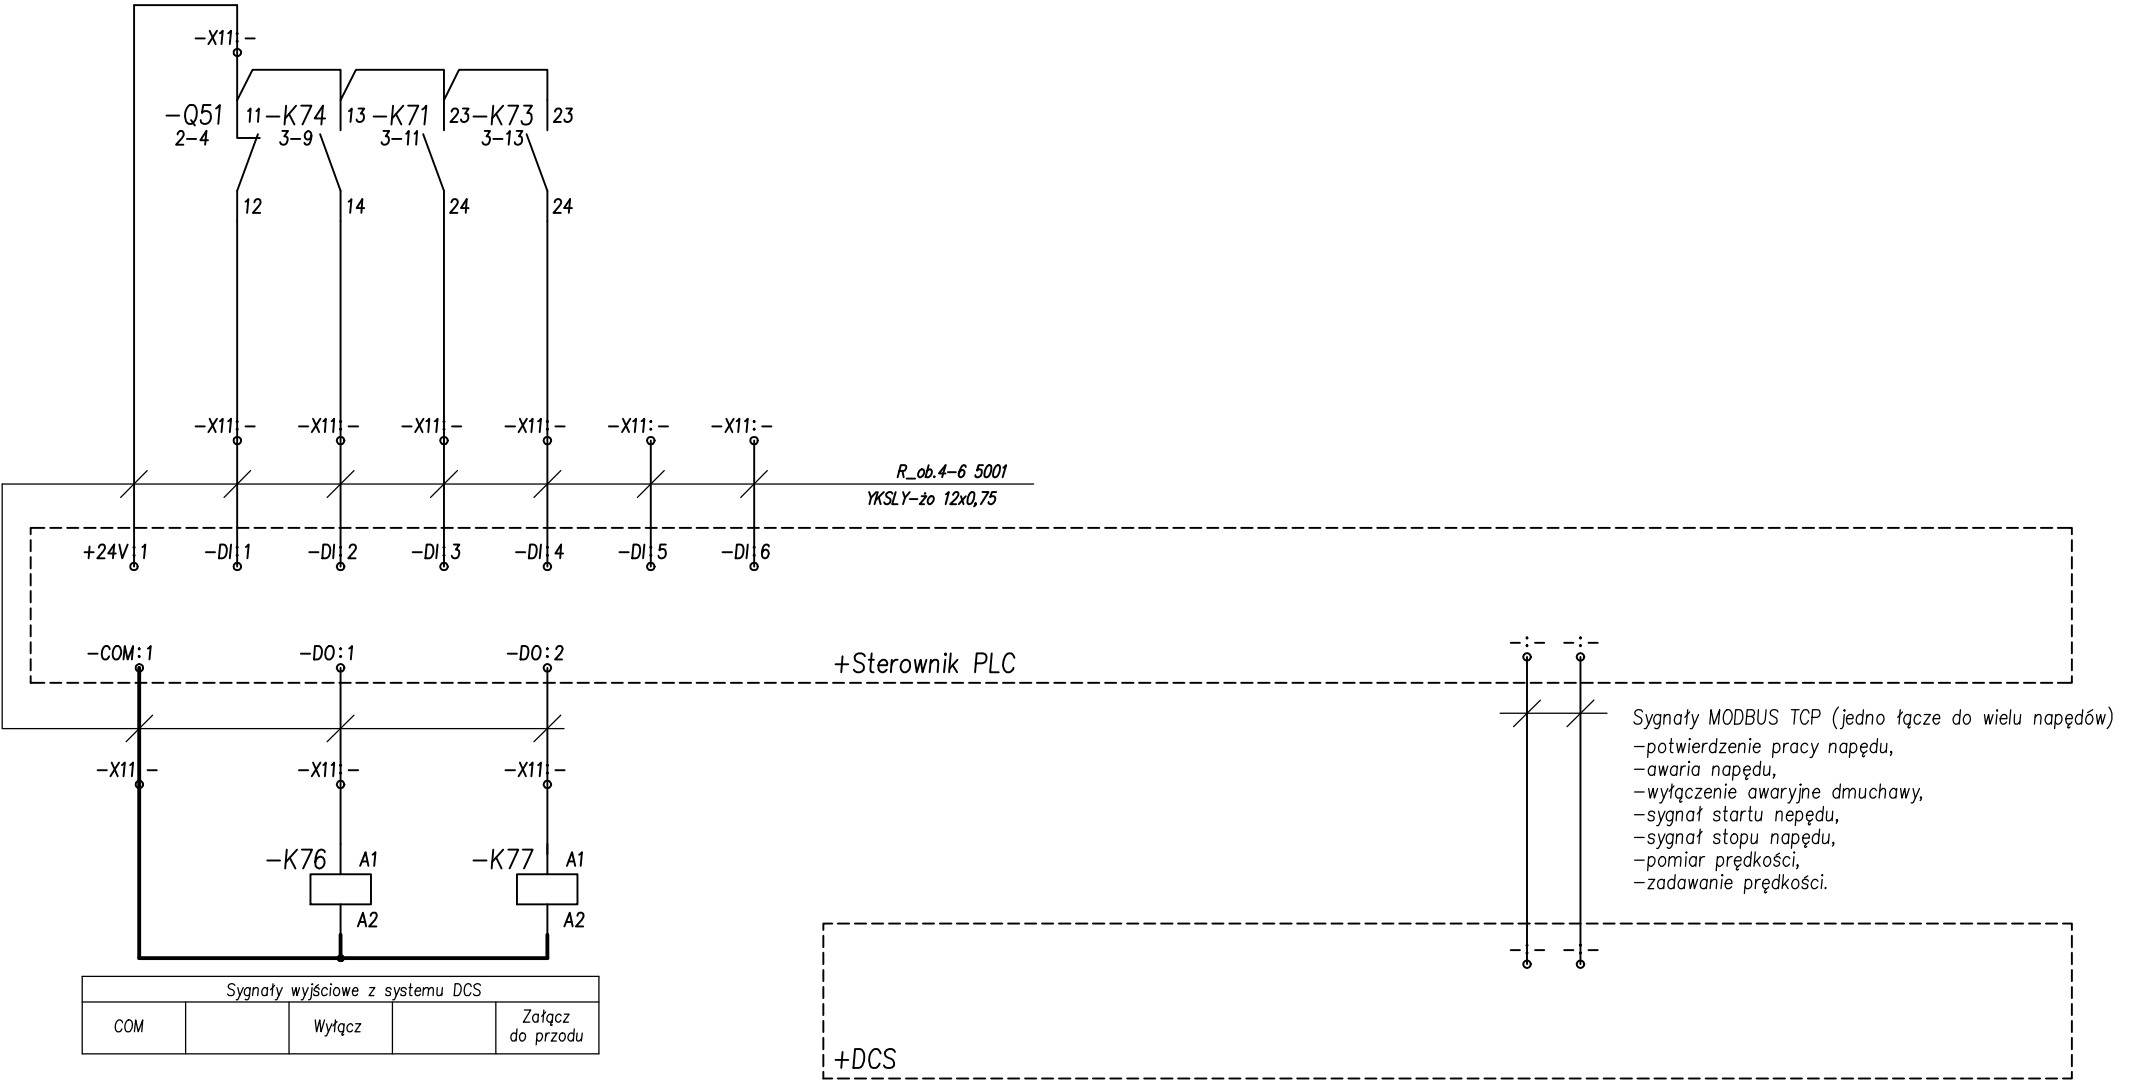 -X11:-
-Q51 11 -K74 13 -K71 23 -K73 23
2-4 3-9 3-11 3-13
12 14 24 24
-X11:- -X11:- -X11:- -X11:- -X11:- -X11:-
R_ob.4-6 5001
YKSLY-żo 12x0,75
+24V:1 -DI:1 -DI:2 -DI:3 -DI:4 -DI:5 -DI:6
-COM:1 -DO:1 -DO:2
+Sterownik PLC
-:- -:-
Sygnały MODBUS TCP (jedno łącze do wielu napędów)
-potwierdzenie pracy napędu,
-awaria napędu,
-wyłączenie awaryjne dmuchawy,
-sygnał startu nepędu,
-sygnał stopu napędu,
-pomiar prędkości,
-zadawanie prędkości.
-X11:- -X11:- -X11:-
-K76 A1 -K77 A1
A2 A2
-:- -:-
Sygnały wyjściowe z systemu DCS
COM Wyłącz Załącz
do przodu
+DCS